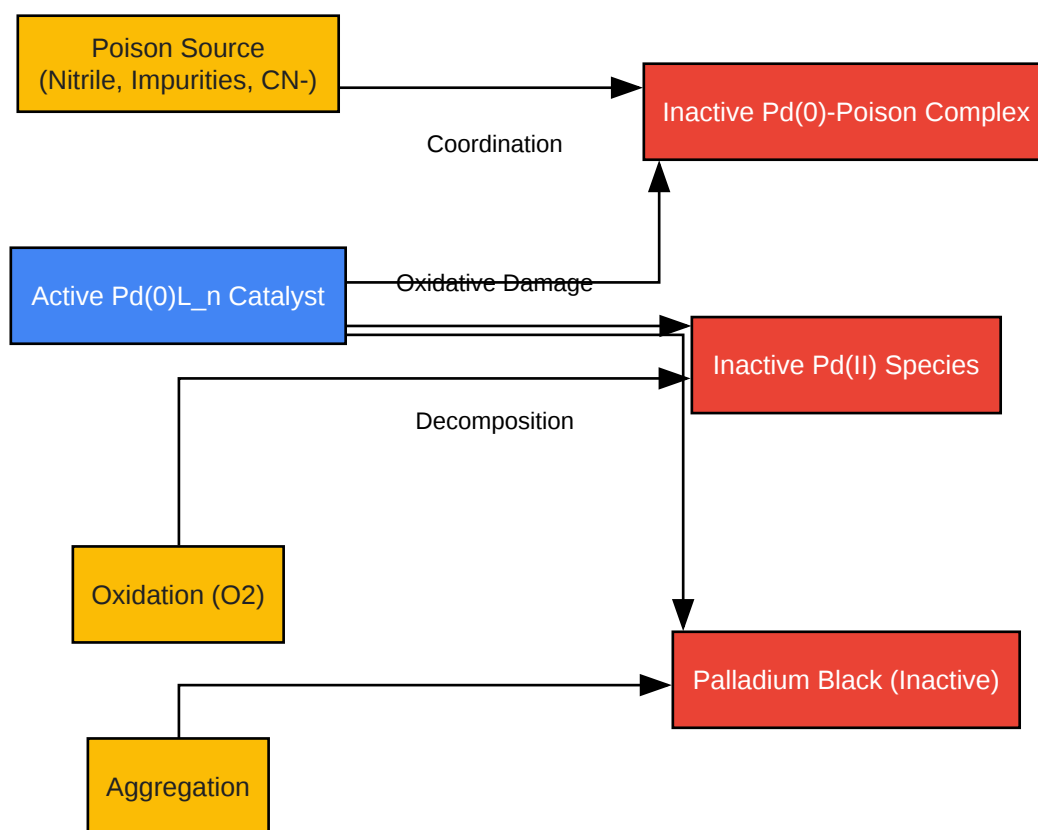 Poison Source
(Nitrile, Impurities, CN-)
Inactive Pd(0)-Poison Complex
Coordination
Active Pd(0)L_n Catalyst
Oxidative Damage
Inactive Pd(II) Species
Decomposition
Oxidation (O2)
Palladium Black (Inactive)
Aggregation